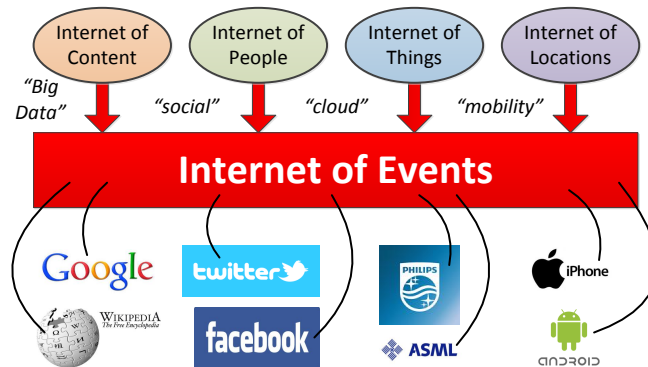 Internet of
Content
Internet of
People
Internet of
Things
Internet of
Locations
“Big
Data”
“social”
“cloud”
“mobility”
Internet of Events
Google
twitter
PHILIPS
iPhone
WIKIPEDIA
The Free Encyclopedia
facebook
ASML
ANDROID